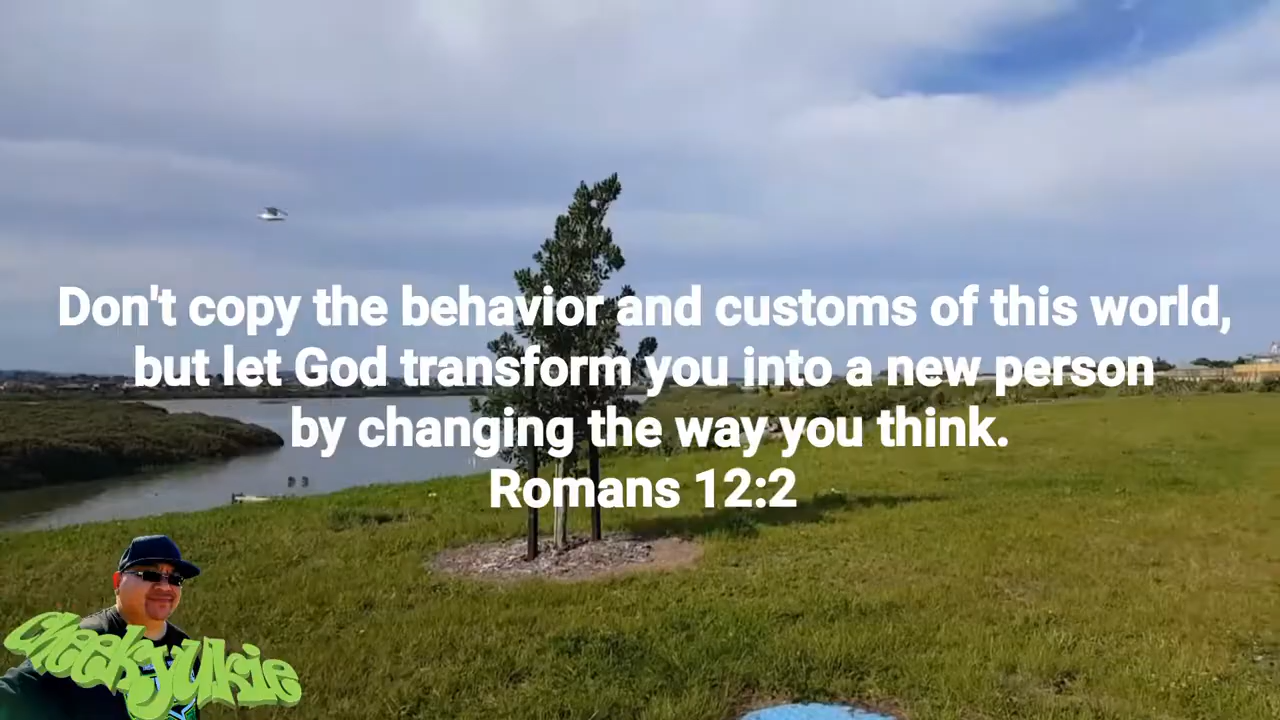 Don't copy the behavior and customs of this world,
but let God transform you into a new person
by changing the way you think.
Romans 12:2
CheekyUkie